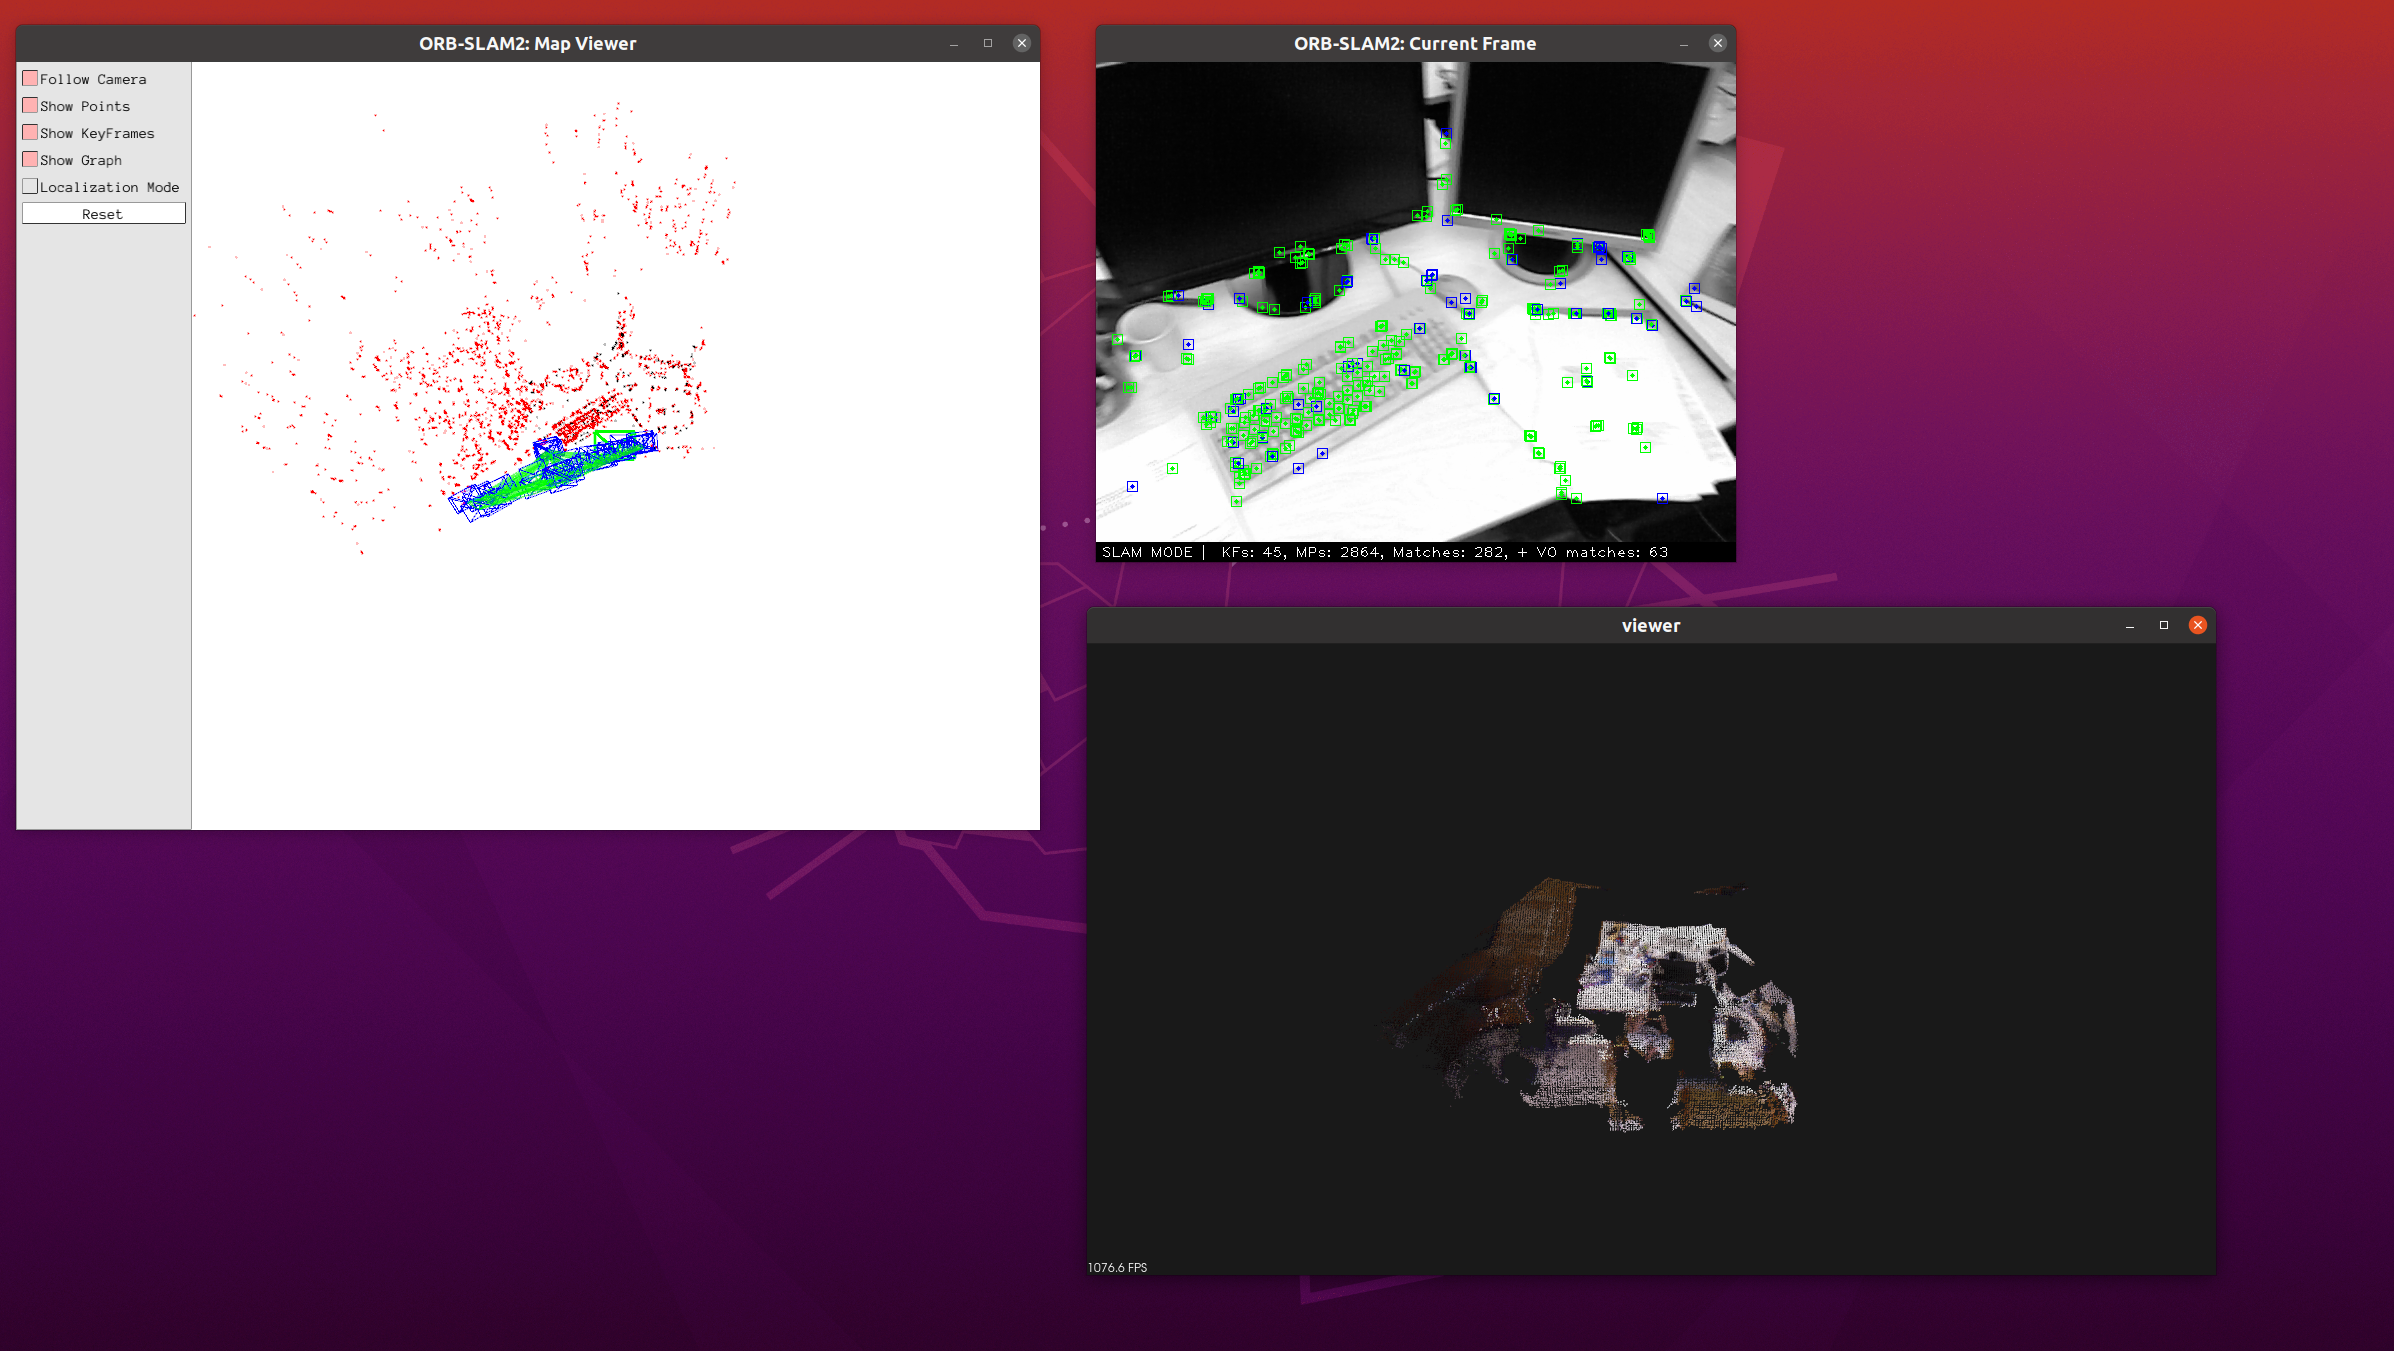 ORB-SLAM2: Map Viewer
Follow Camera
Show Points
Show KeyFrames
Show Graph
Localization Mode
Reset
ORB-SLAM2: Current Frame
SLAM MODE | KFs: 45, MPs: 2864, Matches: 282, + VO matches: 63
viewer
1076.6 FPS